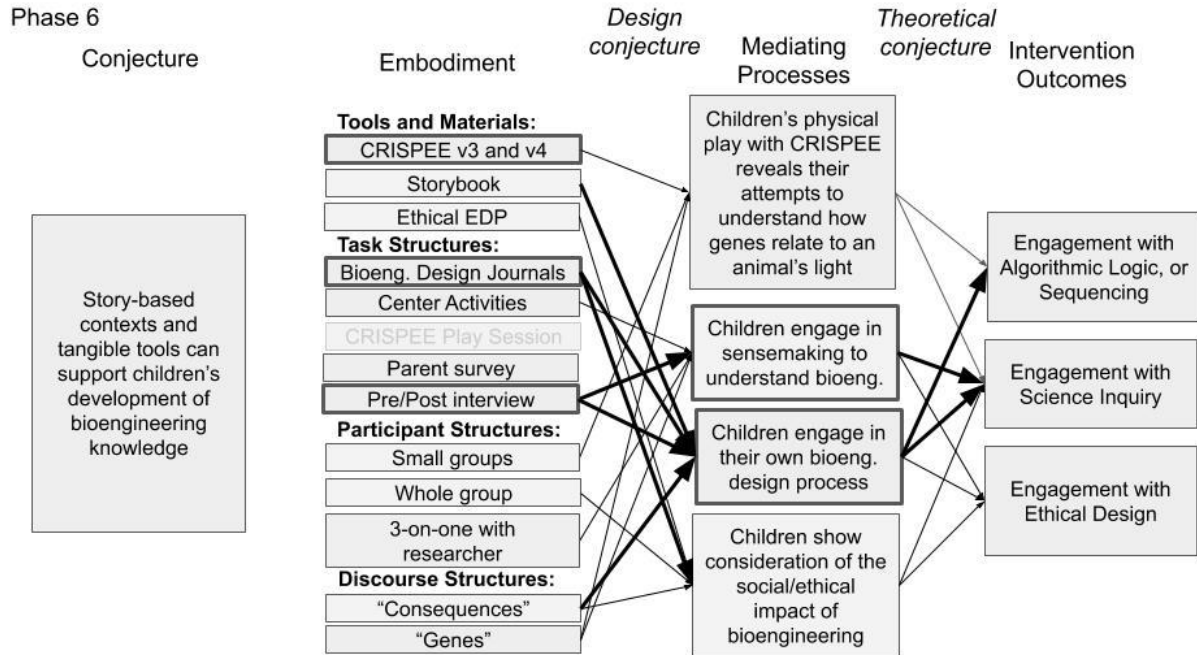 Phase 6
Conjecture
Embodiment
Design
conjecture
Mediating
Processes
Theoretical
conjecture
Intervention
Outcomes
Story-based
contexts and
tangible tools can
support children's
development of
bioengineering
knowledge
Tools and Materials:
CRISPEE v3 and v4
Storybook
Ethical EDP
Task Structures:
Bioeng. Design Journals
Center Activities
CRISPEE Play Session
Parent survey
Pre/Post interview
Participant Structures:
Small groups
Whole group
3-on-one with
researcher
Discourse Structures:
“Consequences”
“Genes”
Children's physical
play with CRISPEE
reveals their
attempts to
understand how
genes relate to an
animal's light
Children engage in
sensemaking to
understand bioeng.
Children engage in
their own bioeng.
design process
Children show
consideration of the
social/ethical
impact of
bioengineering
Engagement with
Algorithmic Logic, or
Sequencing
Engagement with
Science Inquiry
Engagement with
Ethical Design